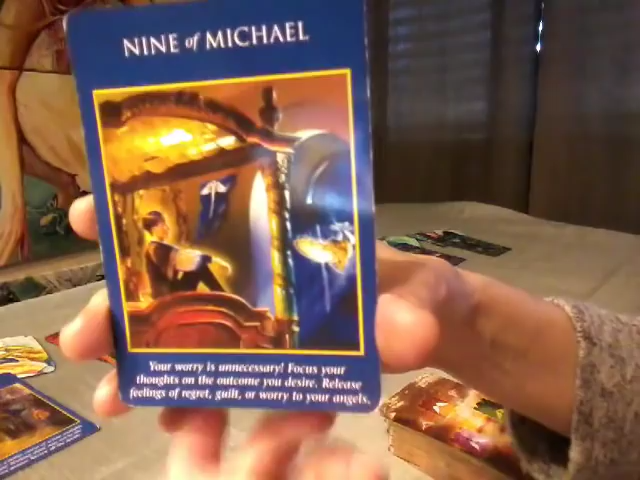 NINE of MICHAEL
Your worry is unnecessary! Focus your
thoughts on the outcome you desire. Release
feelings of regret, guilt, or worry to your angels.